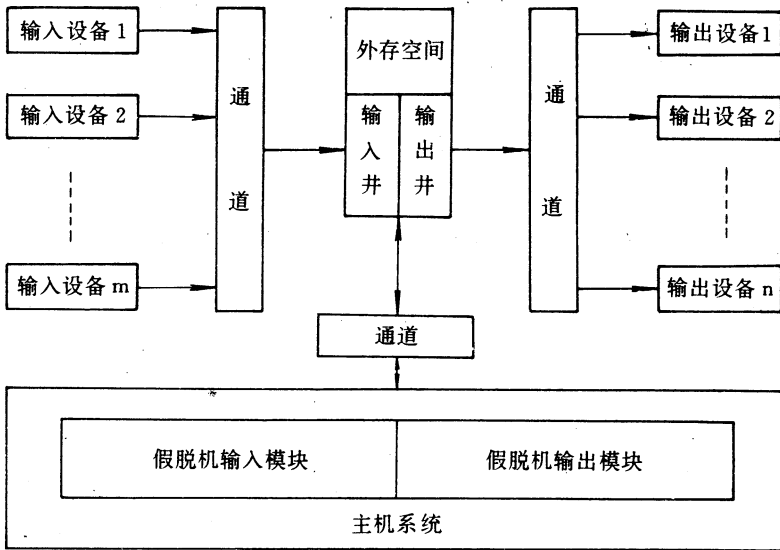 输入设备1
输入设备2
输入设备m
通道
外存空间
输入井
输出井
通道
输出设备1
输出设备2
输出设备n
通道
假脱机输入模块
假脱机输出模块
主机系统